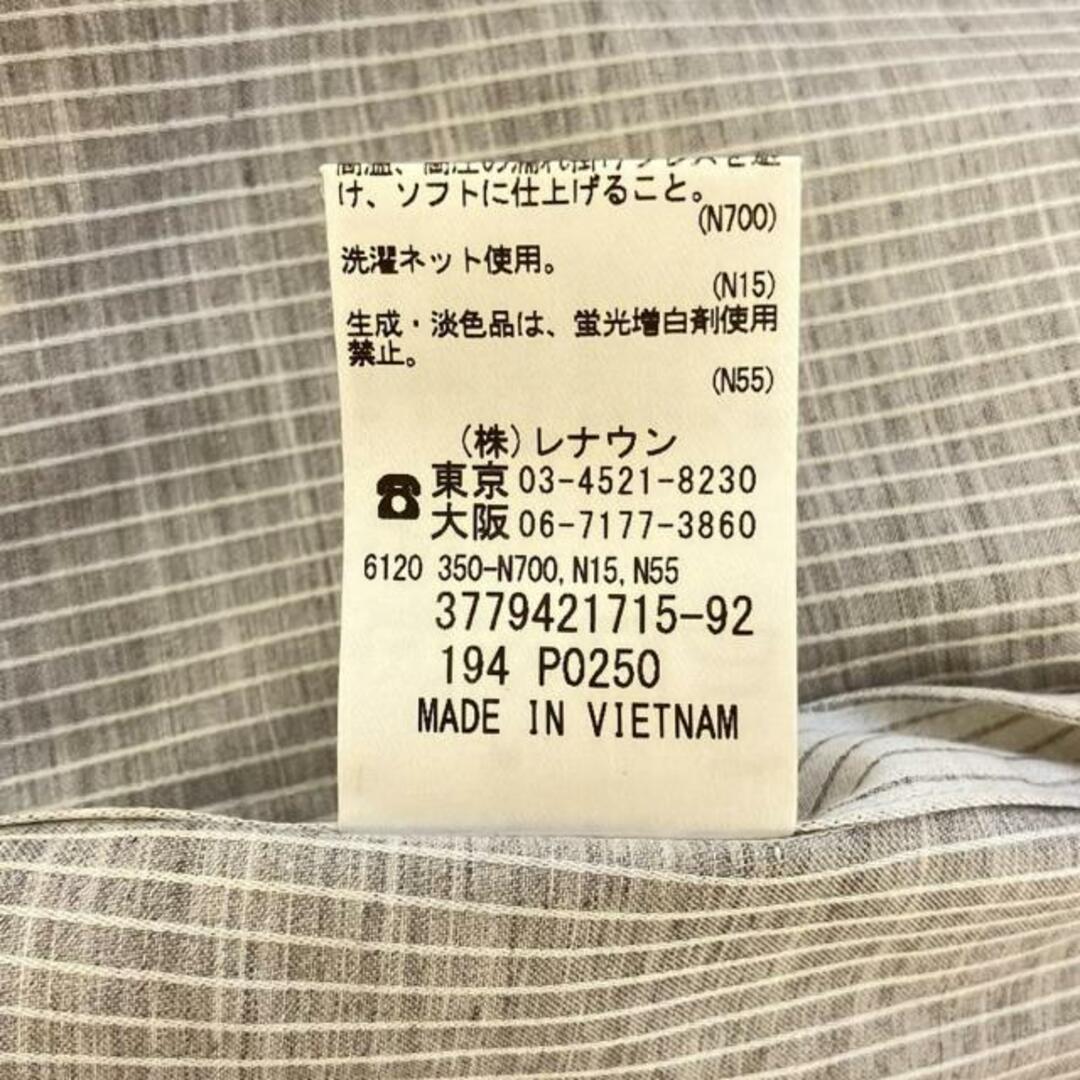 け、ソフトに仕上げること。
(N700)
洗濯ネット使用。
(N15)
生成・淡色品は、蛍光増白剤使用
禁止。
(N55)
(株)レナウン
☎東京 03-4521-8230
大阪 06-7177-3860
6120 350-N700,N15,N55
3779421715-92
194 P0250
MADE IN VIETNAM